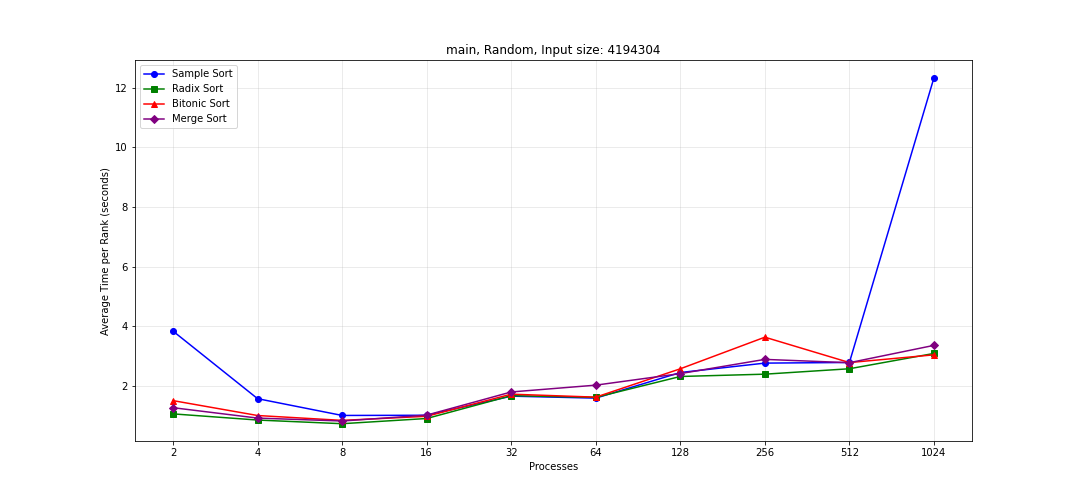 main, Random, Input size: 4194304
Sample Sort
Radix Sort
Bitonic Sort
Merge Sort
Average Time per Rank (seconds)
12
10
8
6
4
2
2 4 8 16 32 64 128 256 512 1024
Processes